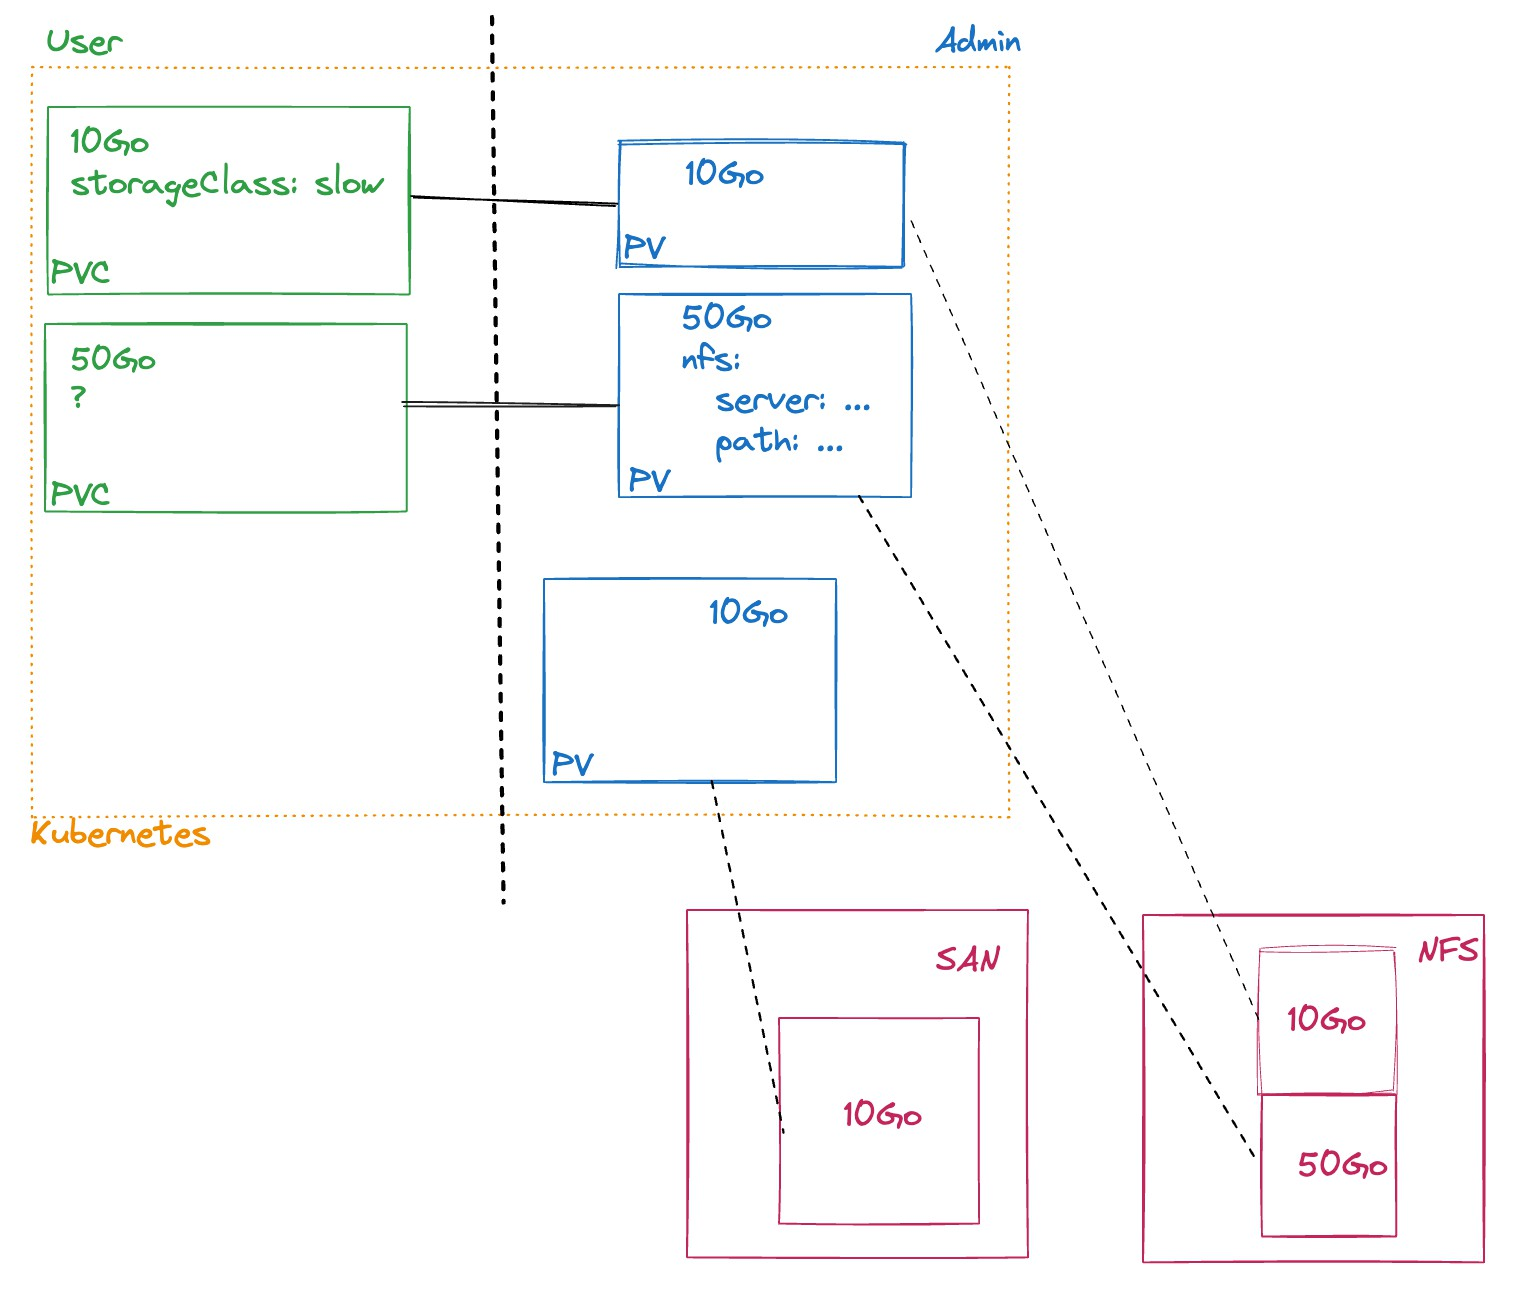 User
Admin
10Go
storageClass: slow
PVC
10Go
PV
50Go
?
PVC
50Go
nfs:
server: ...
path: ...
PV
10Go
PV
Kubernetes
SAN
10Go
NFS
10Go
50Go